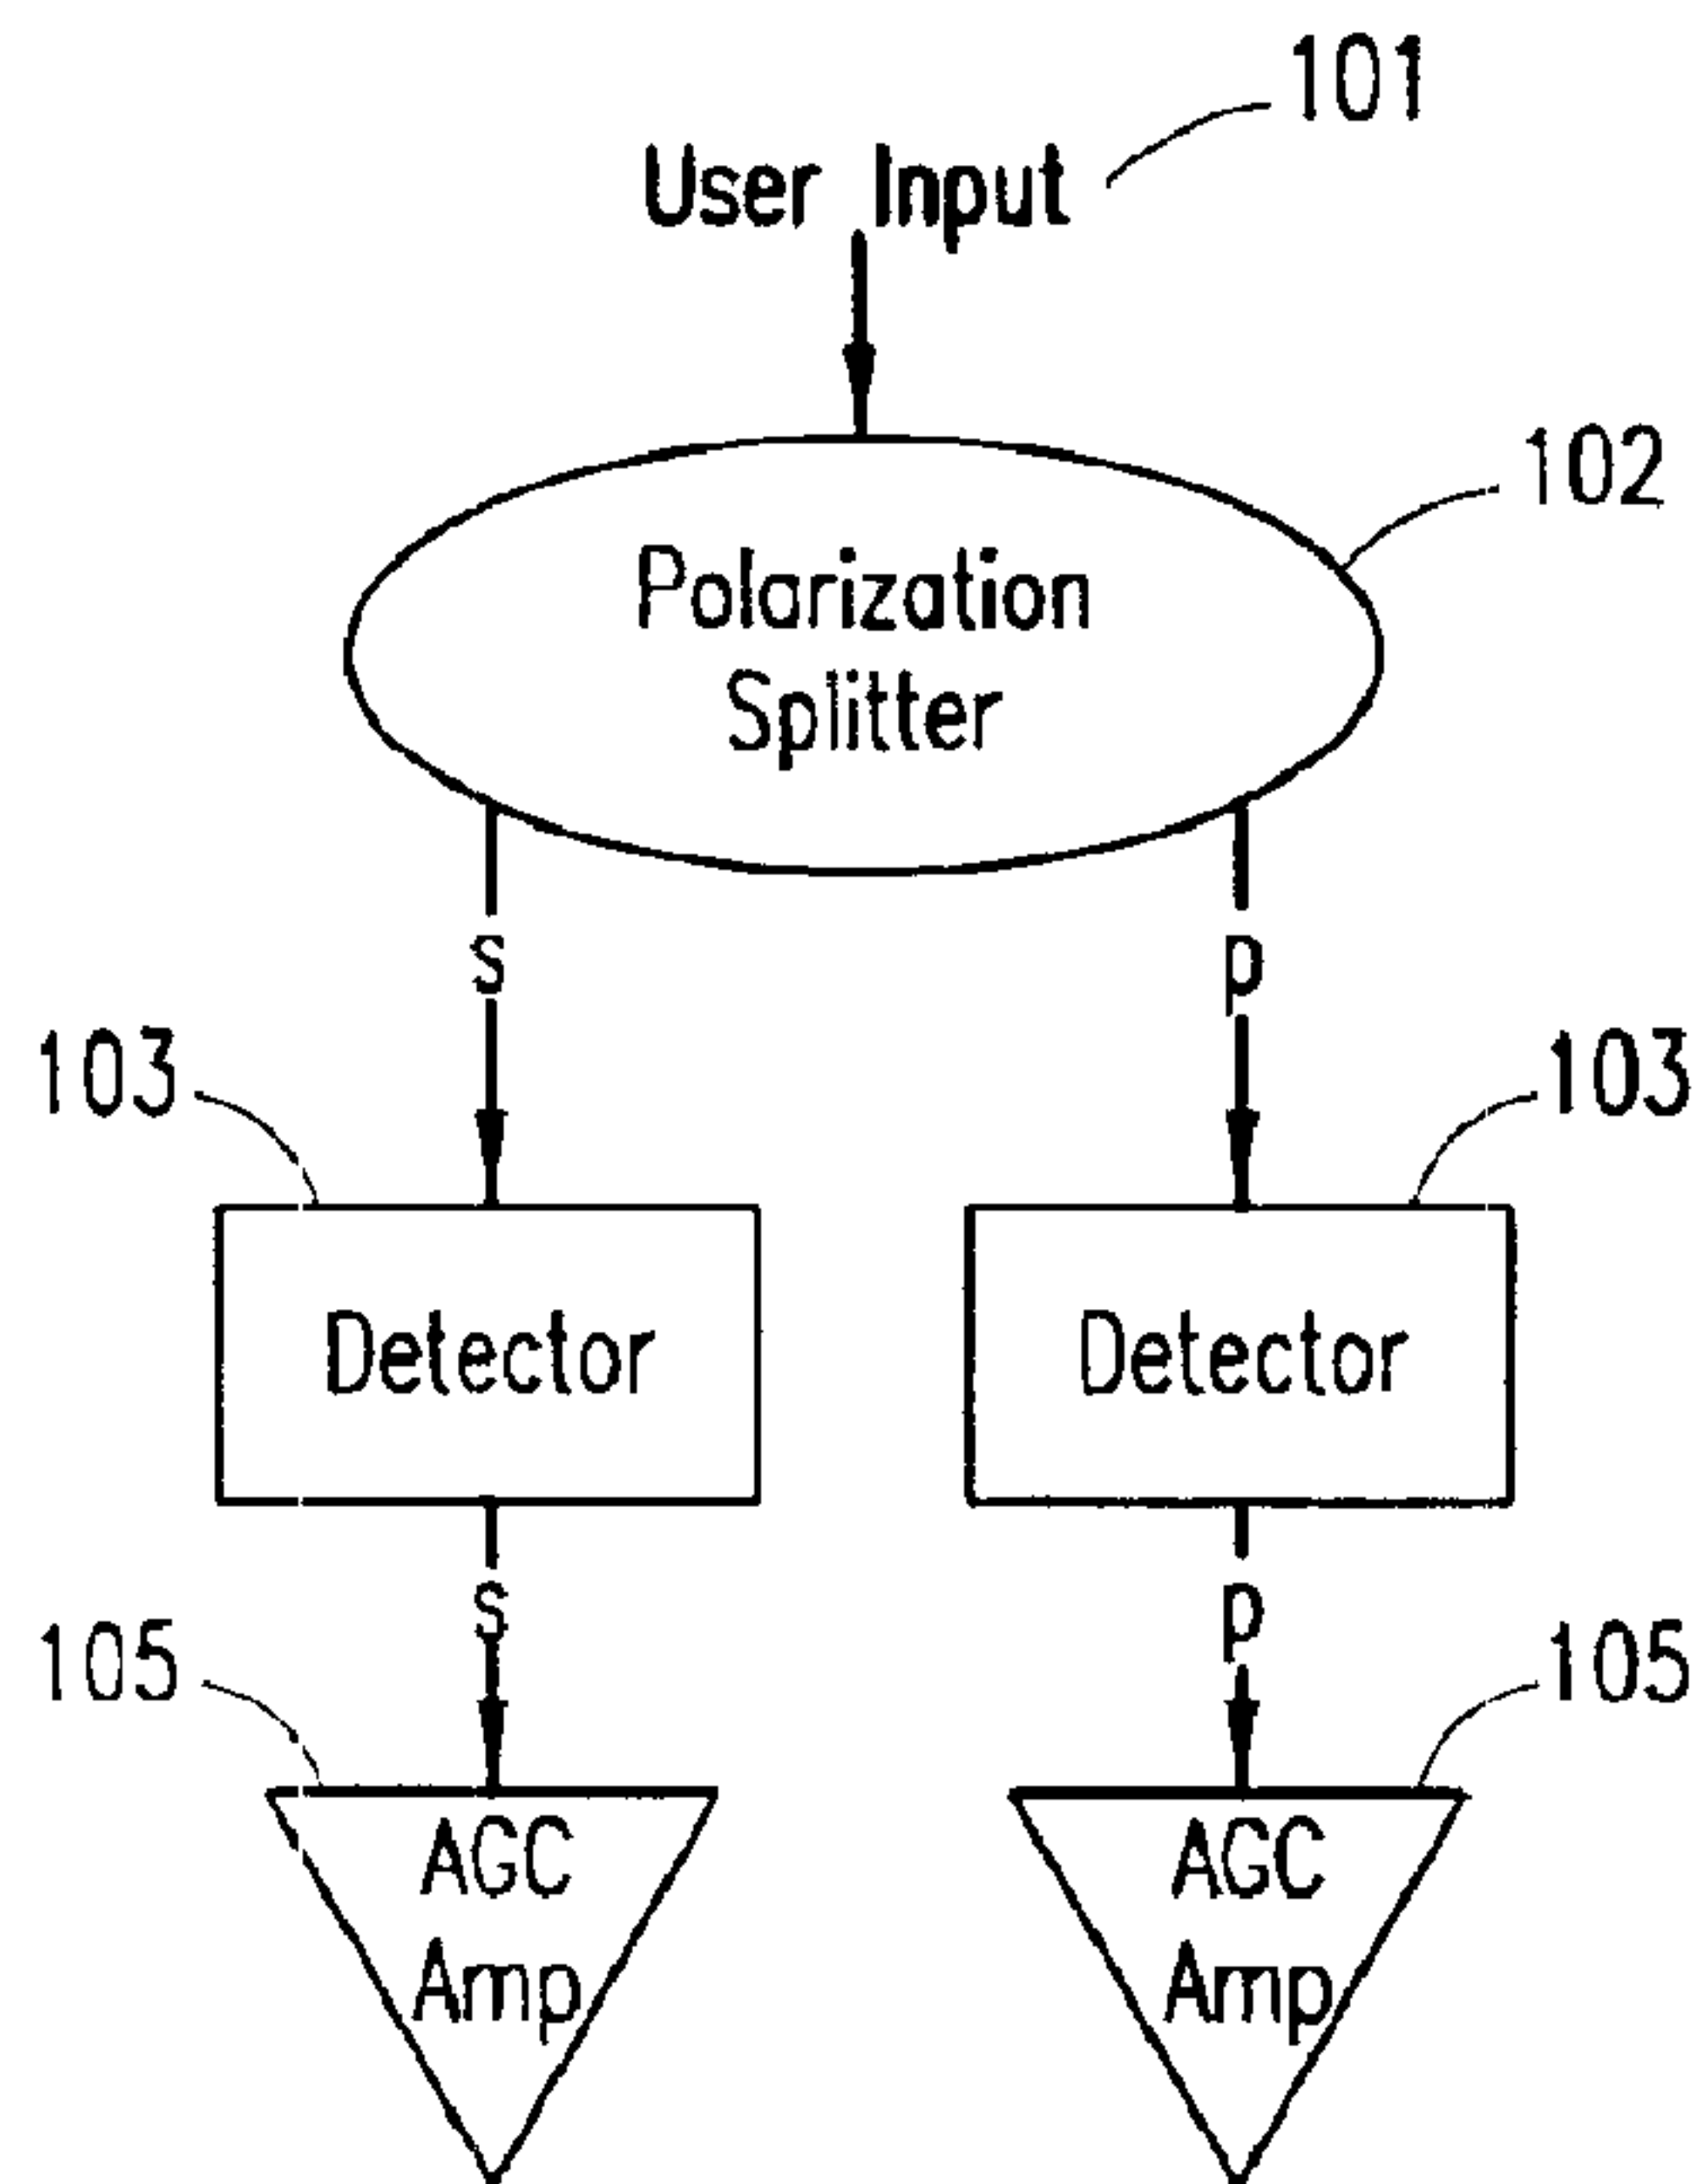 101
User Input
102
Polarization
Splitter
s
p
103
103
Detector
Detector
s
p
105
105
AGC
Amp
AGC
Amp